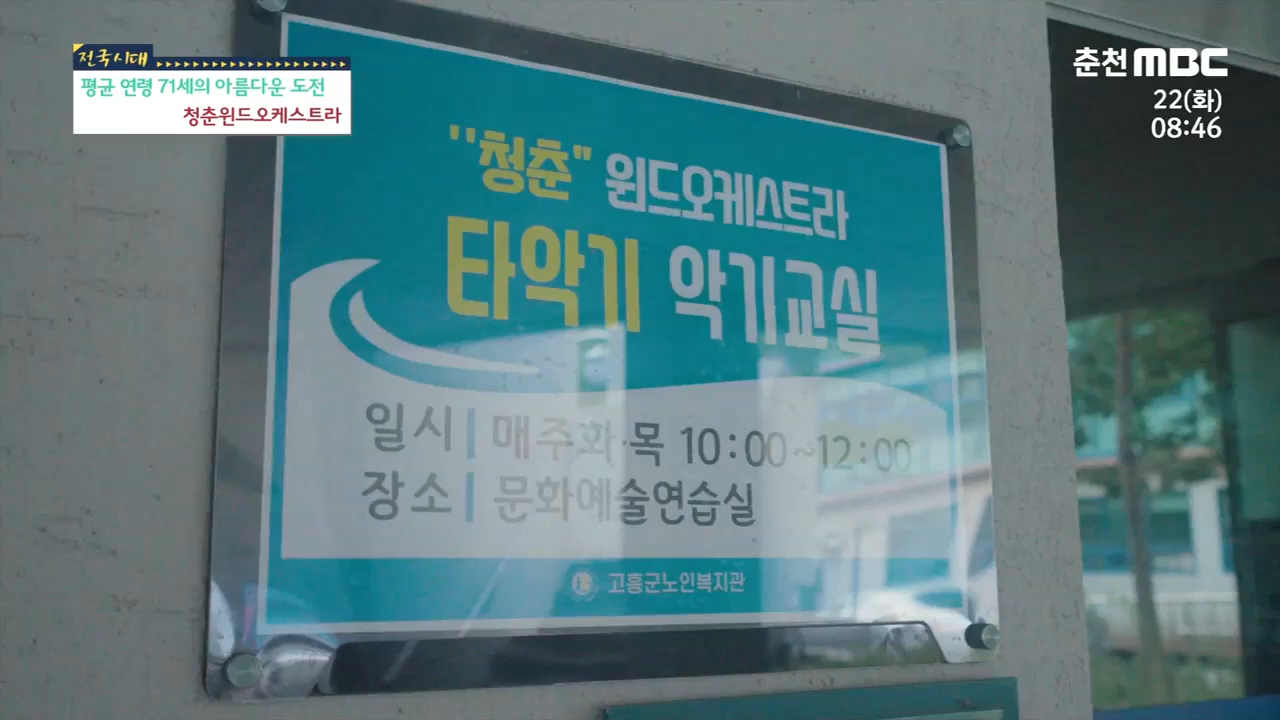 전국시대
평균 연령 71세의 아름다운 도전
청춘윈드오케스트라
춘천MBC
22(화)
08:46
"청춘" 윈드오케스트라
타악기 악기교실
일시 | 매주화·목 10:00~12:00
장소 | 문화예술연습실
고흥군노인복지관